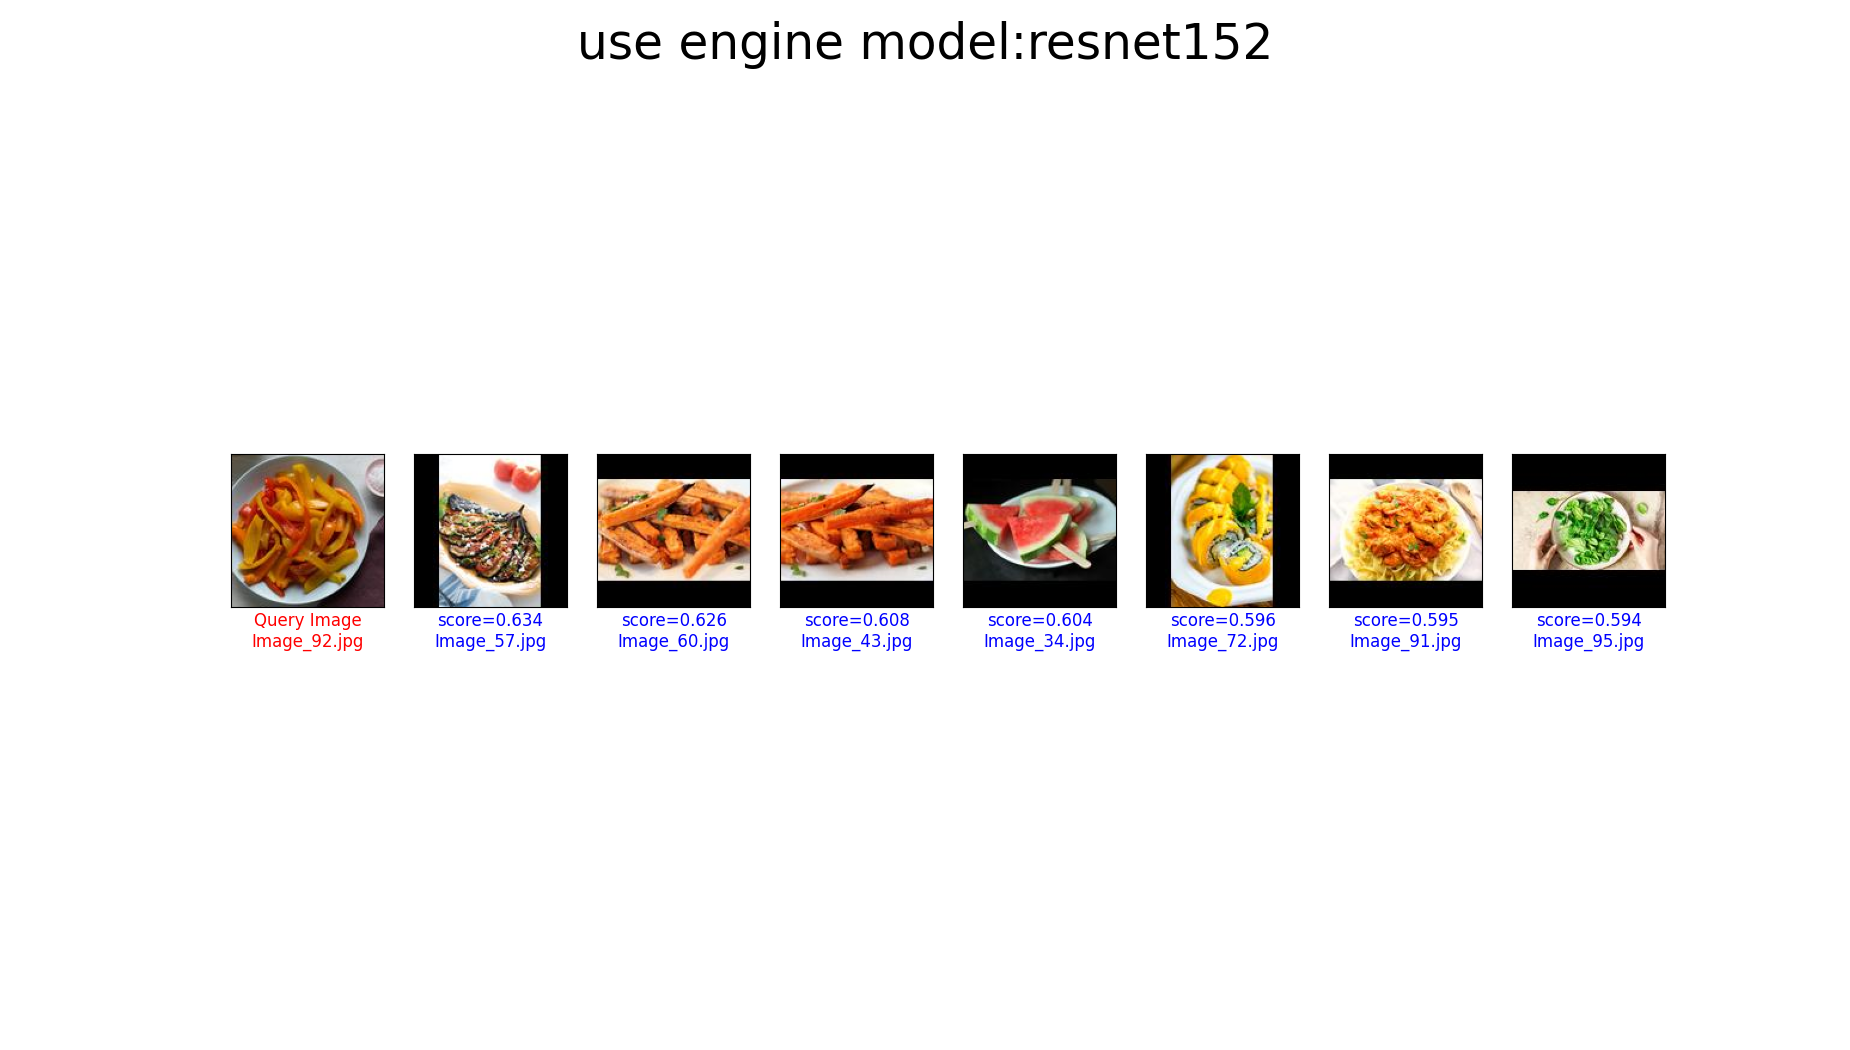 use engine model:resnet152
Query Image
Image_92.jpg
score=0.634
Image_57.jpg
score=0.626
Image_60.jpg
score=0.608
Image_43.jpg
score=0.604
Image_34.jpg
score=0.596
Image_72.jpg
score=0.595
Image_91.jpg
score=0.594
Image_95.jpg